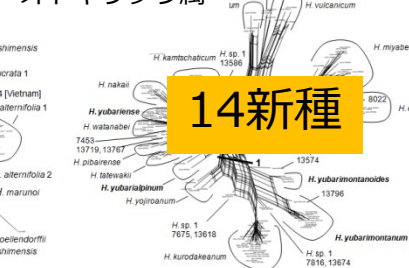 H. vulcanicum
um
shimensis
H. kamtschaticum
H. sp. 1
13586
H. miyabe
crata 1
[Vietnam]
alternifolia 1
H. nakaii
H. yubariense
H. watanabei
14新種
8022
H.
7453
13719, 13767
H. pibairense
1
13574
alternifolia 2
H. marunoi
H. tatewakii
H. yubarialpinum
H. yojiroanum
H. yubarimontanoides
13796
oellendorffii
shimensis
H. sp. 1
7675, 13618
H. yubarimontanum
H. kurodakeanum
H. sp. 1
7816, 13674